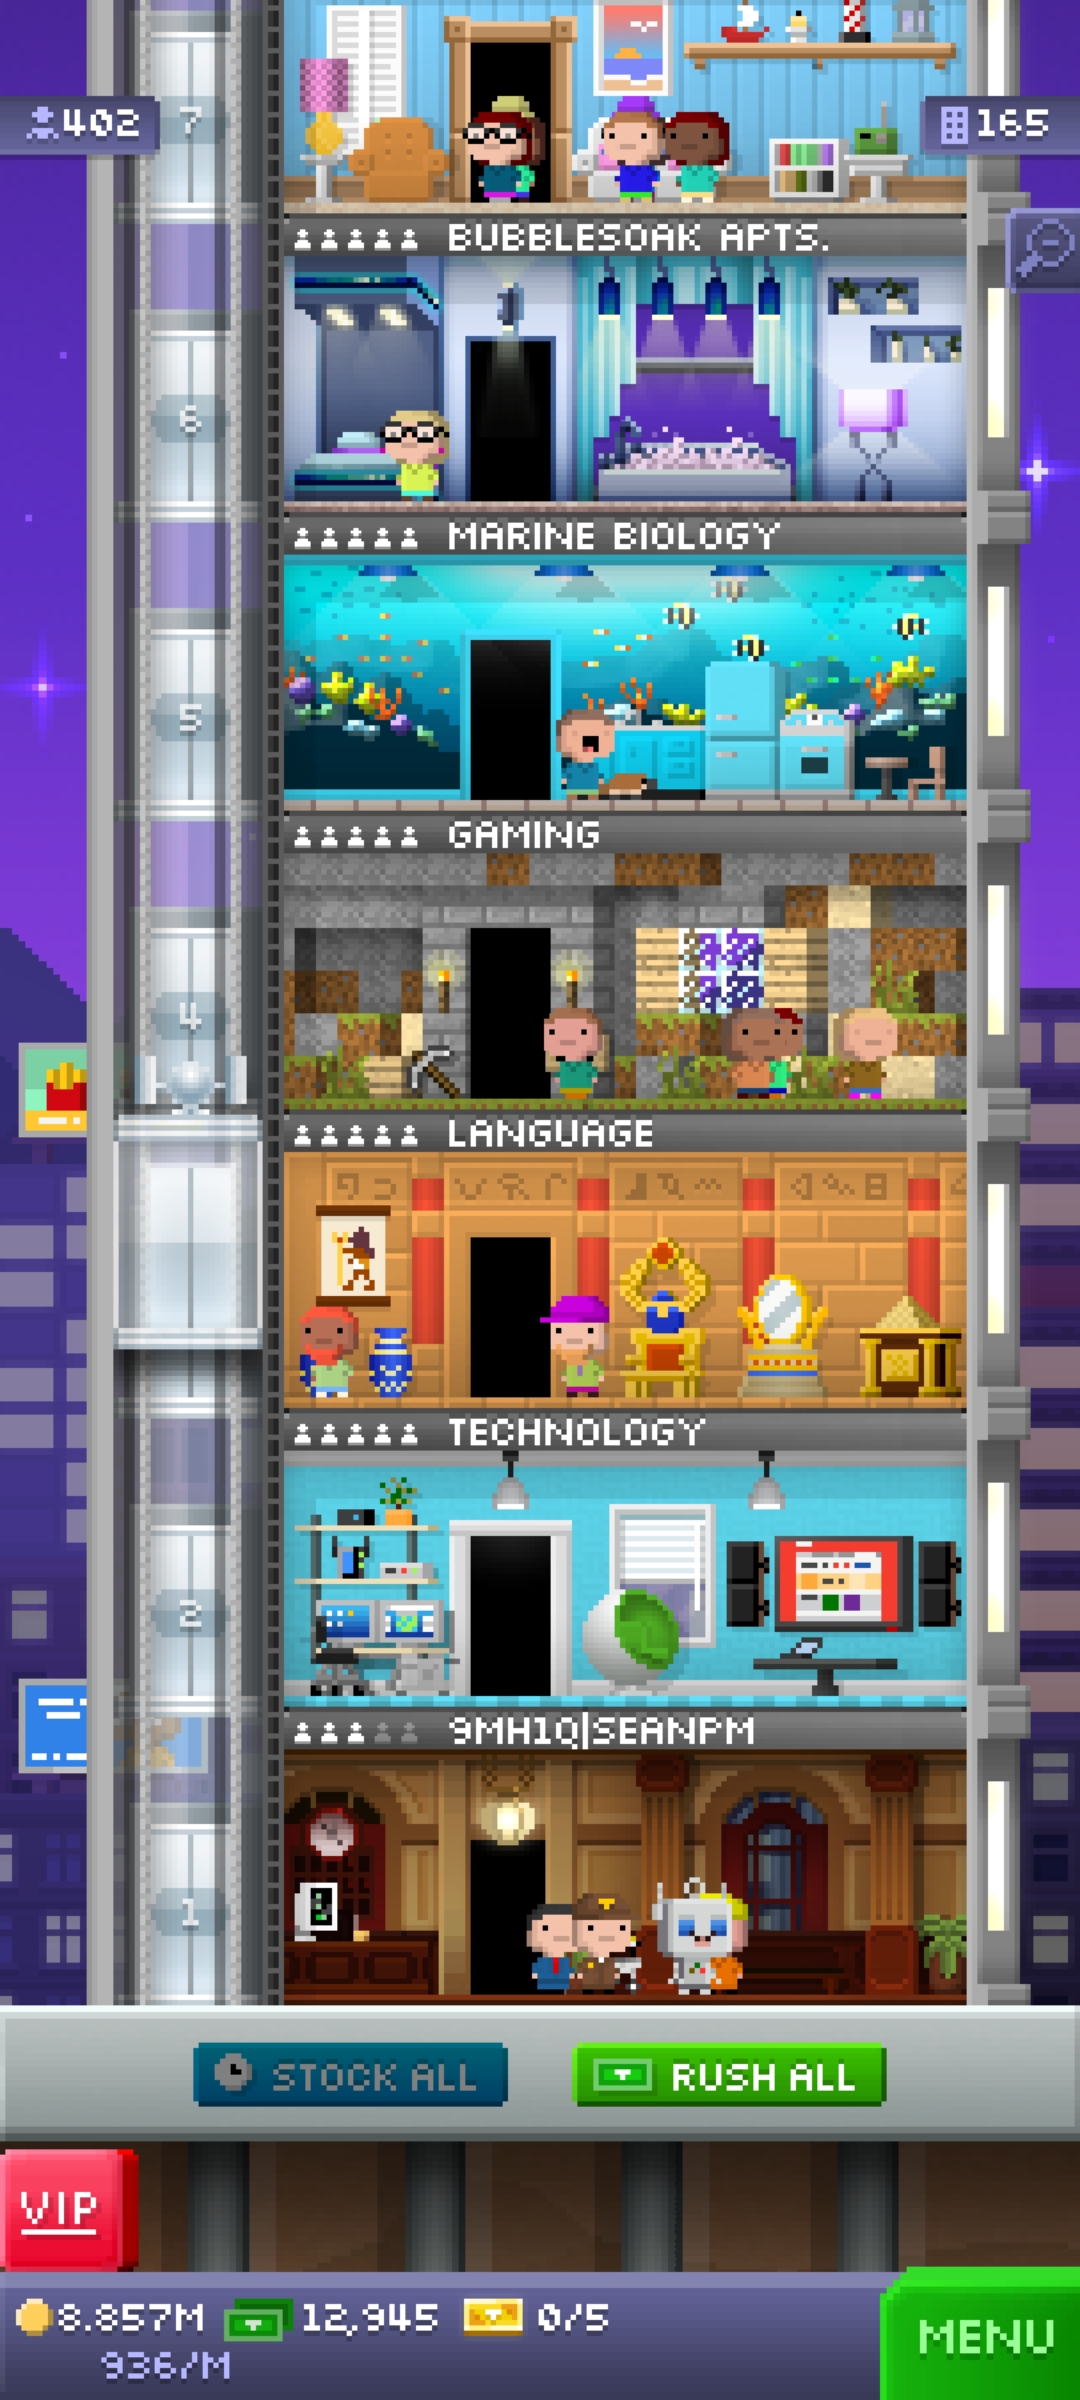 7
402
165
BUBBLESOAK APTS.
6
MARINE BIOLOGY
5
GAMING
4
LANGUAGE
TECHNOLOGY
2
9MH1Q|SEANPM
1
STOCK ALL
RUSH ALL
VIP
8.857M
12,945
0/5
936/M
MENU